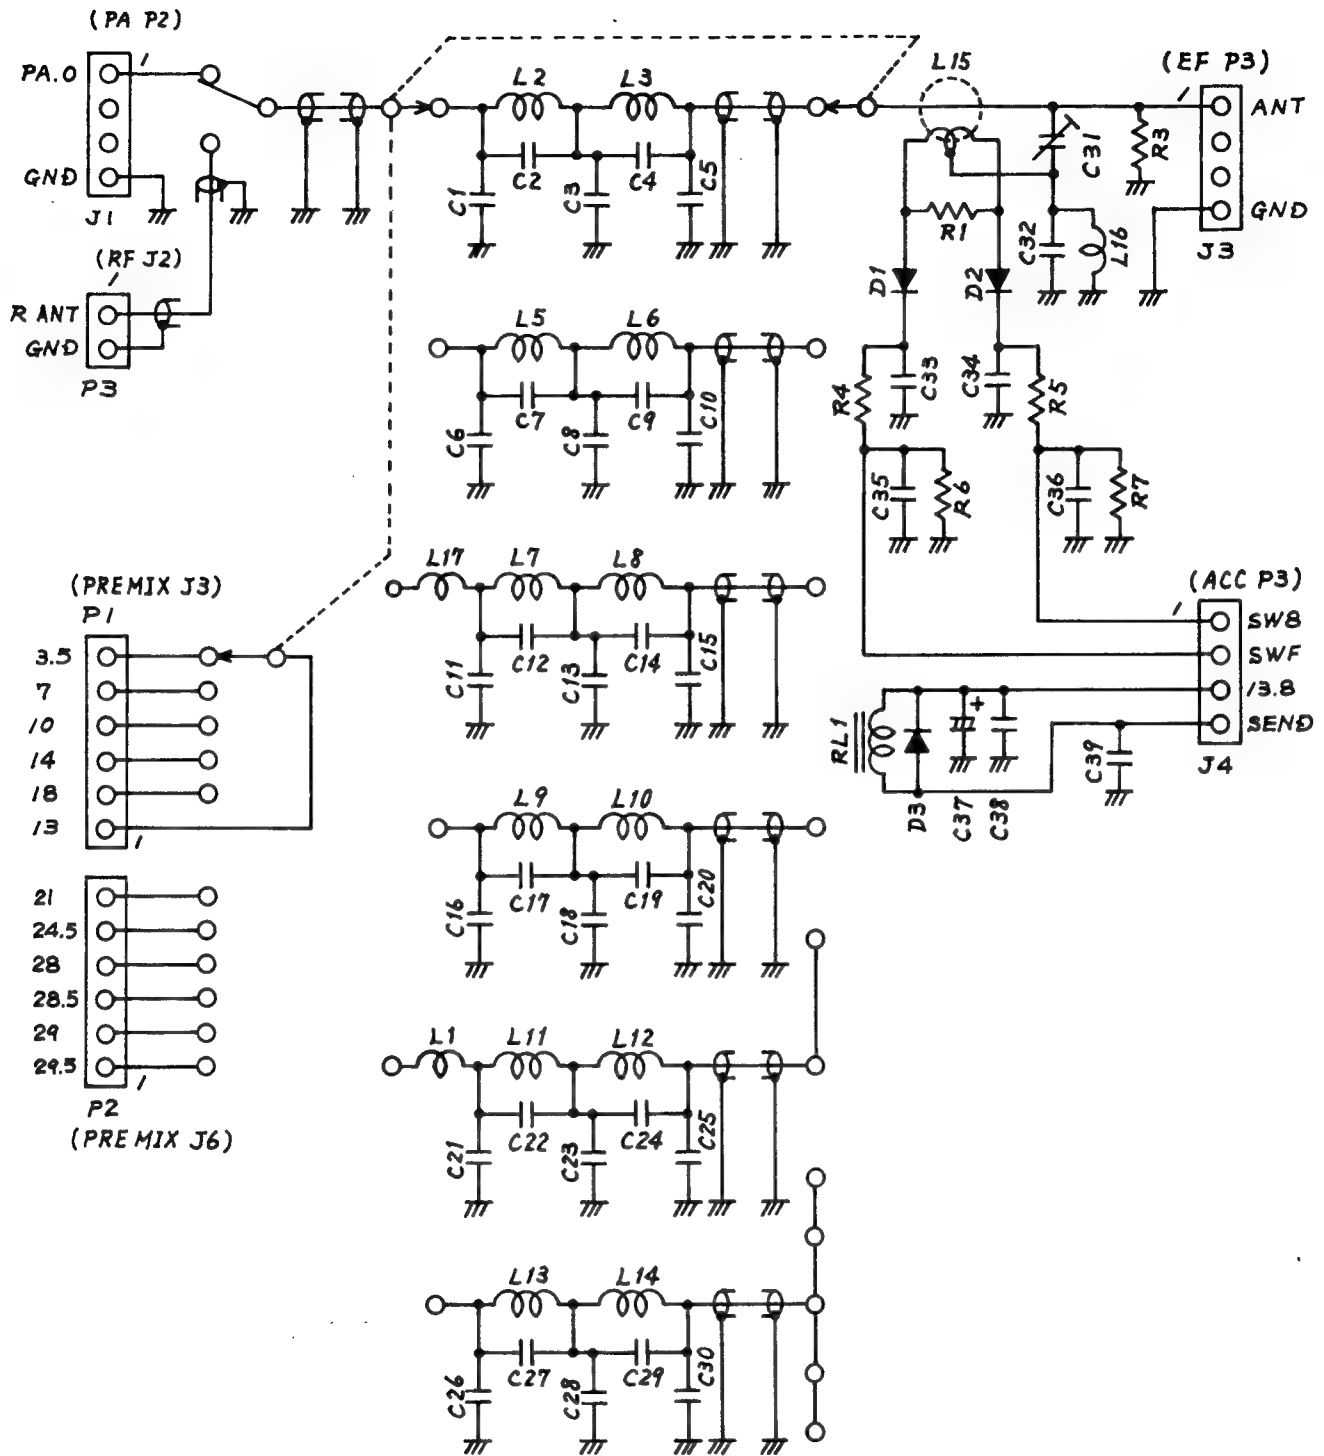 (PA P2)
PA.0
GND
J1
(RF J2)
R ANT
GND
P3
L2
L3
C1
C2
C3
C4
C5
L15
(EF P3)
ANT
GND
J3
C31
R3
R1
C32
L16
D1
D2
L5
L6
C6
C7
C8
C9
C10
R4
C33
C34
R5
C35
R6
C36
R7
(PREMIX J3)
P1
3.5
7
10
14
18
13
L17
L7
L8
C11
C12
C13
C14
C15
(ACC P3)
SW8
SWF
13.8
SEND
J4
RL1
D3
C37
C38
C39
L9
L10
C16
C17
C18
C19
C20
21
24.5
28
28.5
29
29.5
P2
(PREMIX J6)
L1
L11
L12
C21
C22
C23
C24
C25
L13
L14
C26
C27
C28
C29
C30